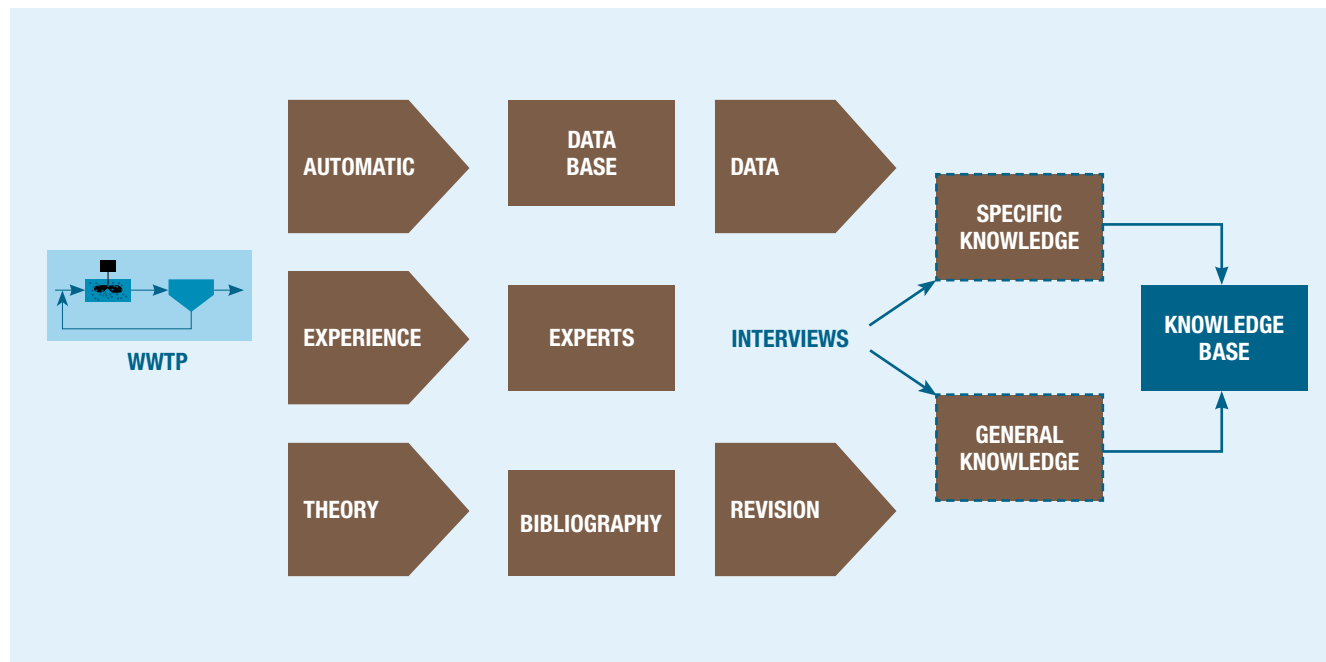 AUTOMATIC
DATA
BASE
DATA
SPECIFIC
KNOWLEDGE
WWTP
EXPERIENCE
EXPERTS
INTERVIEWS
KNOWLEDGE
BASE
GENERAL
KNOWLEDGE
THEORY
BIBLIOGRAPHY
REVISION